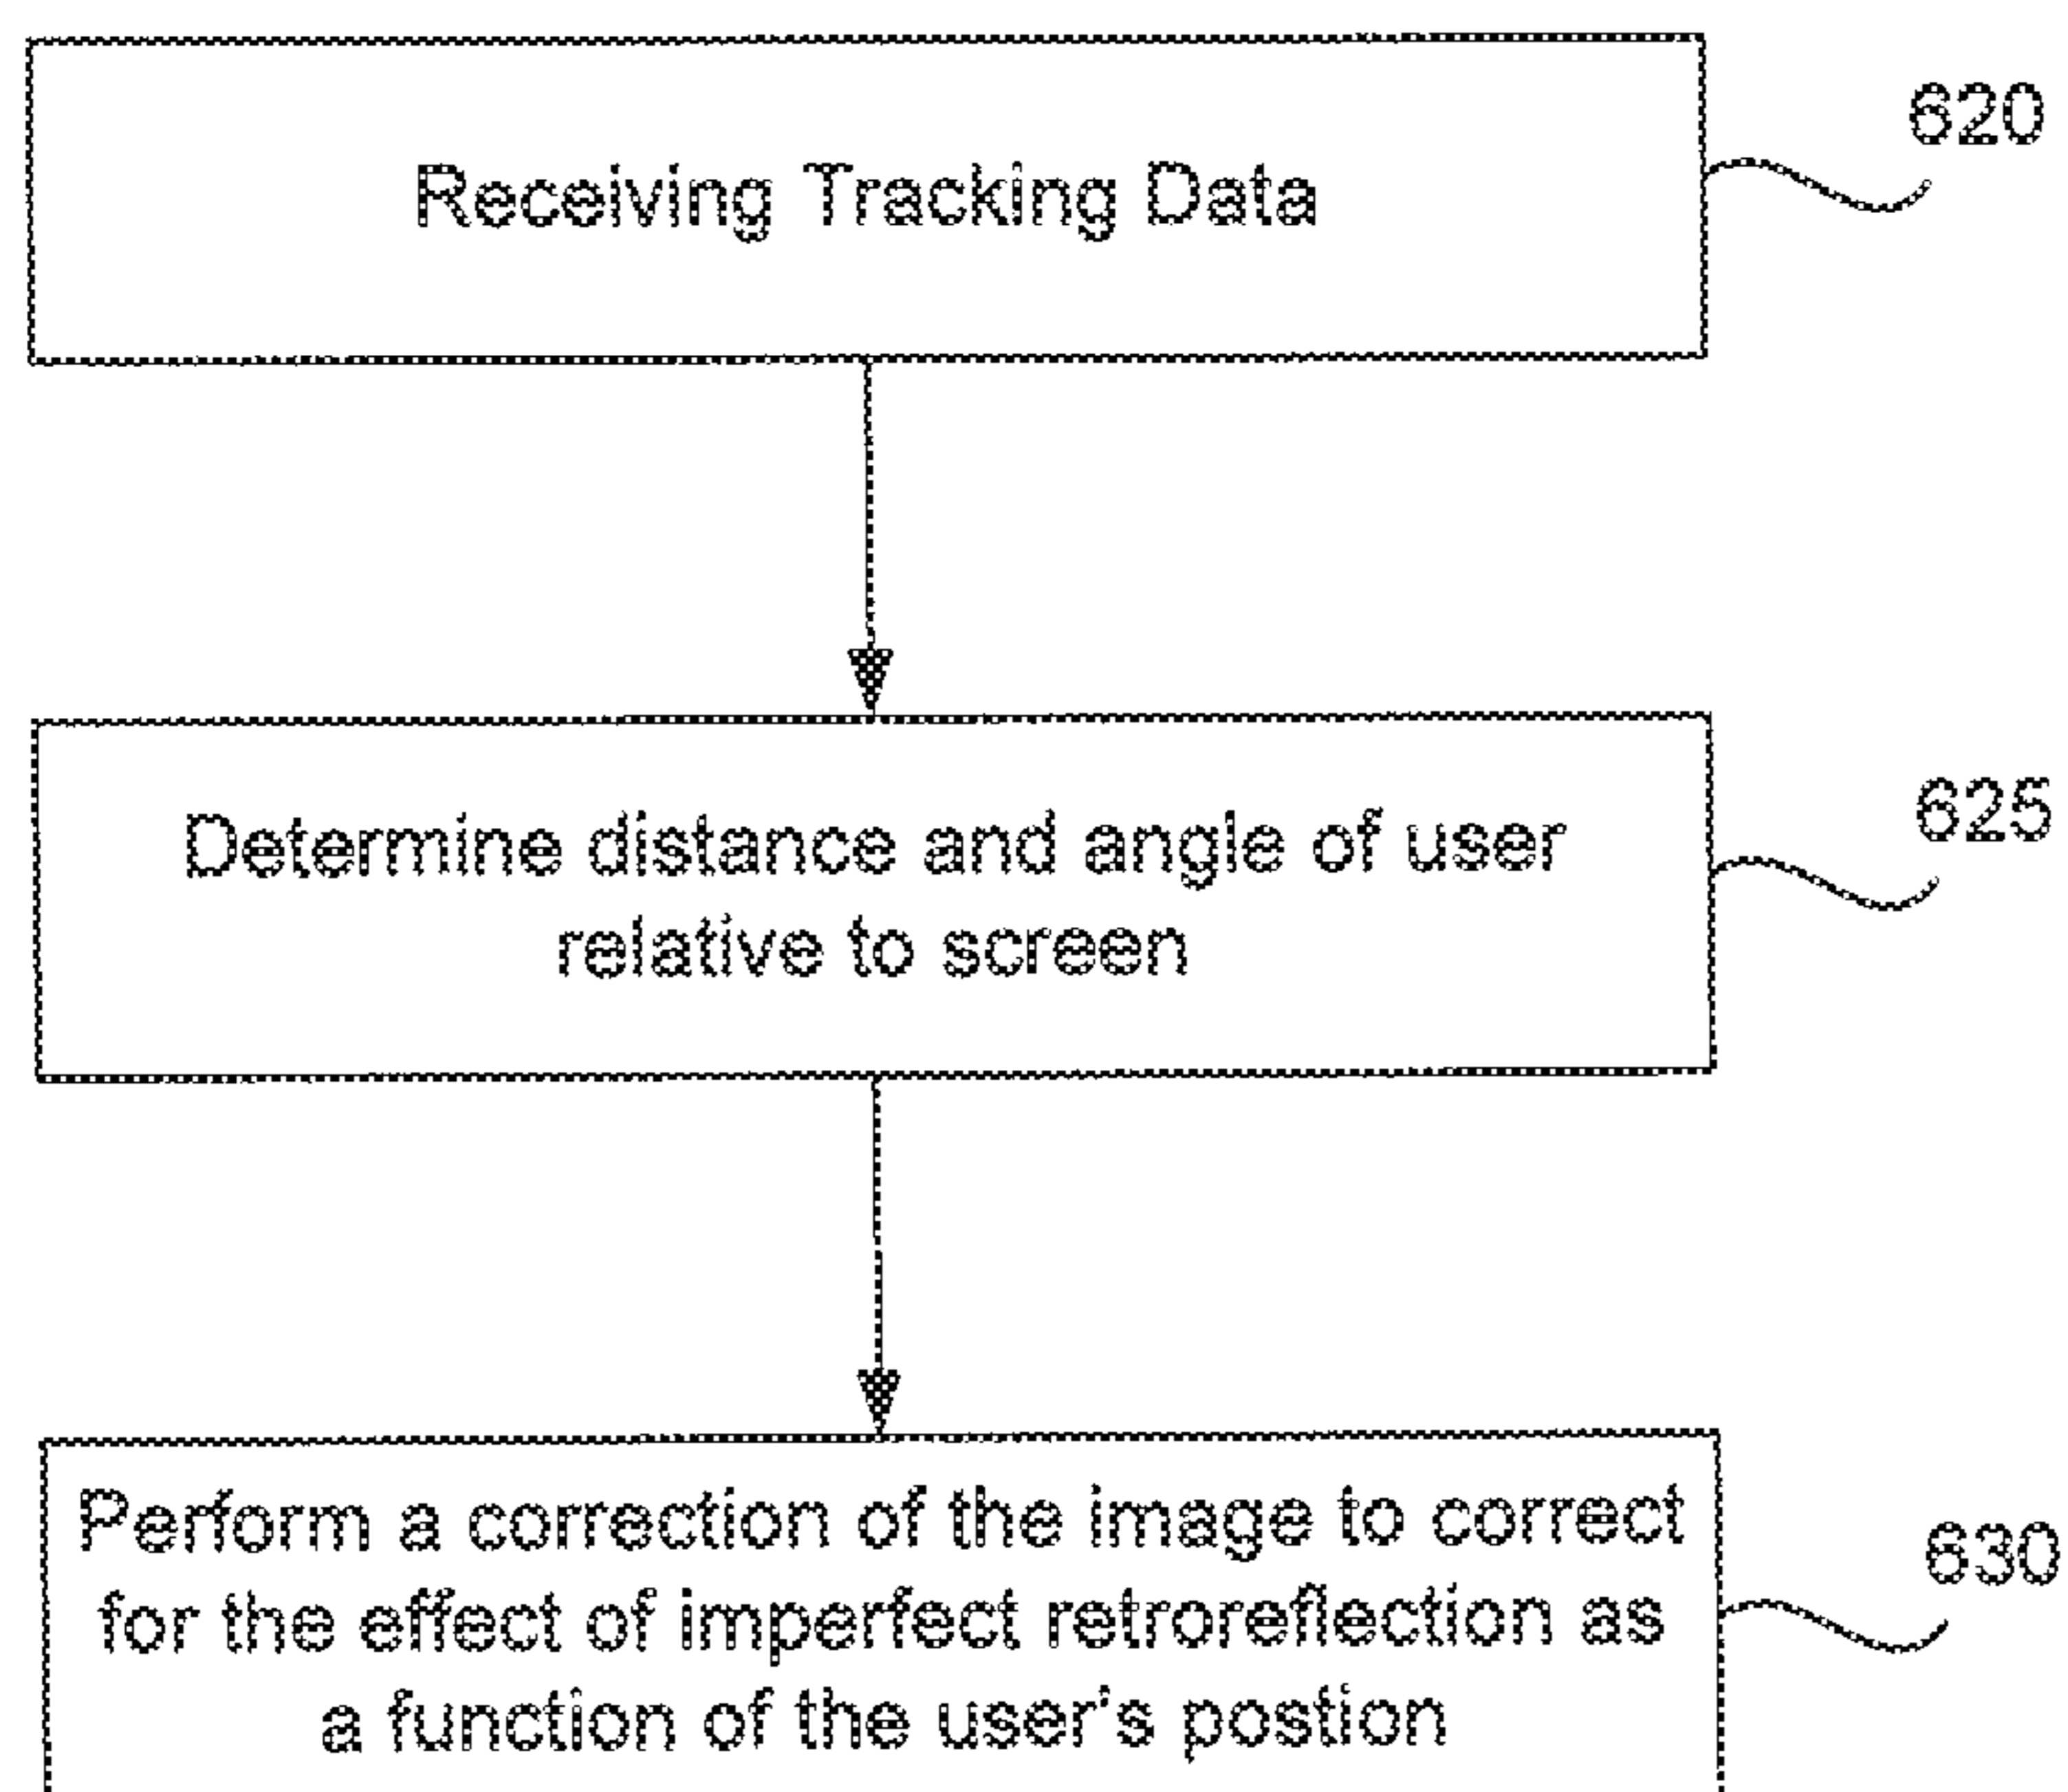 Receiving Tracking Data
620
Determine distance and angle of user
relative to screen
625
Perform a correction of the image to correct
for the effect of imperfect retroreflection as
a function of the user's postion
630